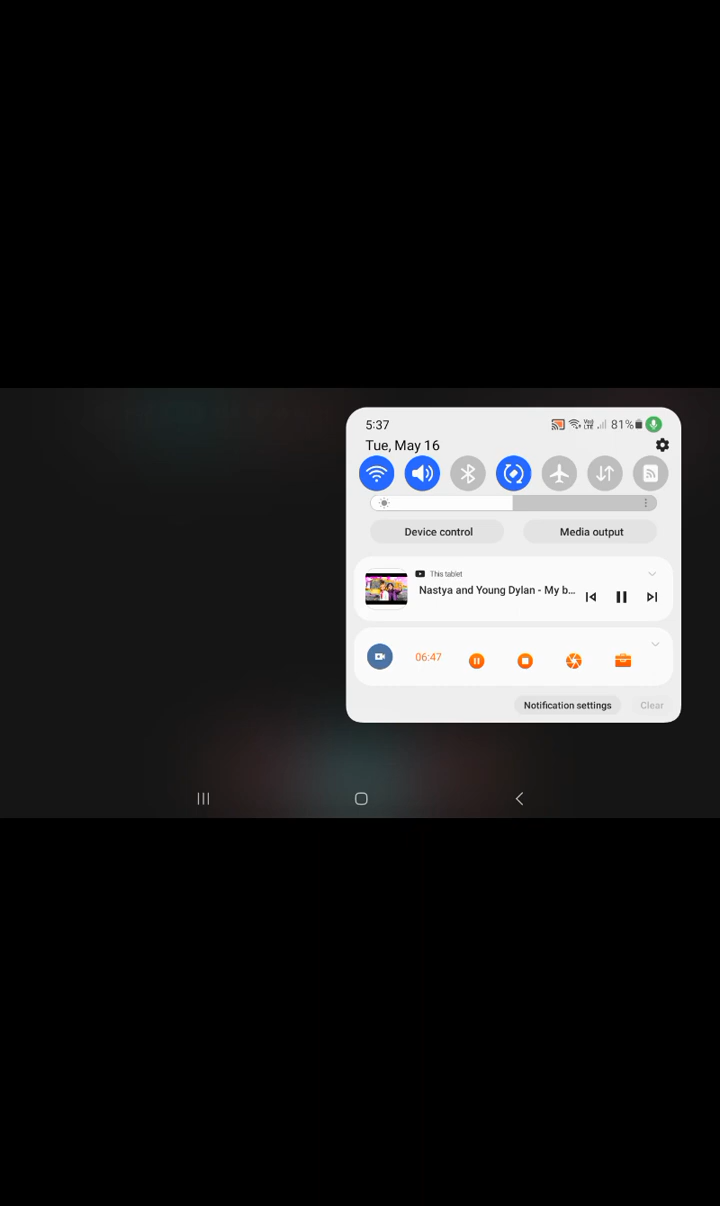 5:37
81%
Tue, May 16
Device control
Media output
This tablet
Nastya and Young Dylan - My b...
06:47
Notification settings
Clear